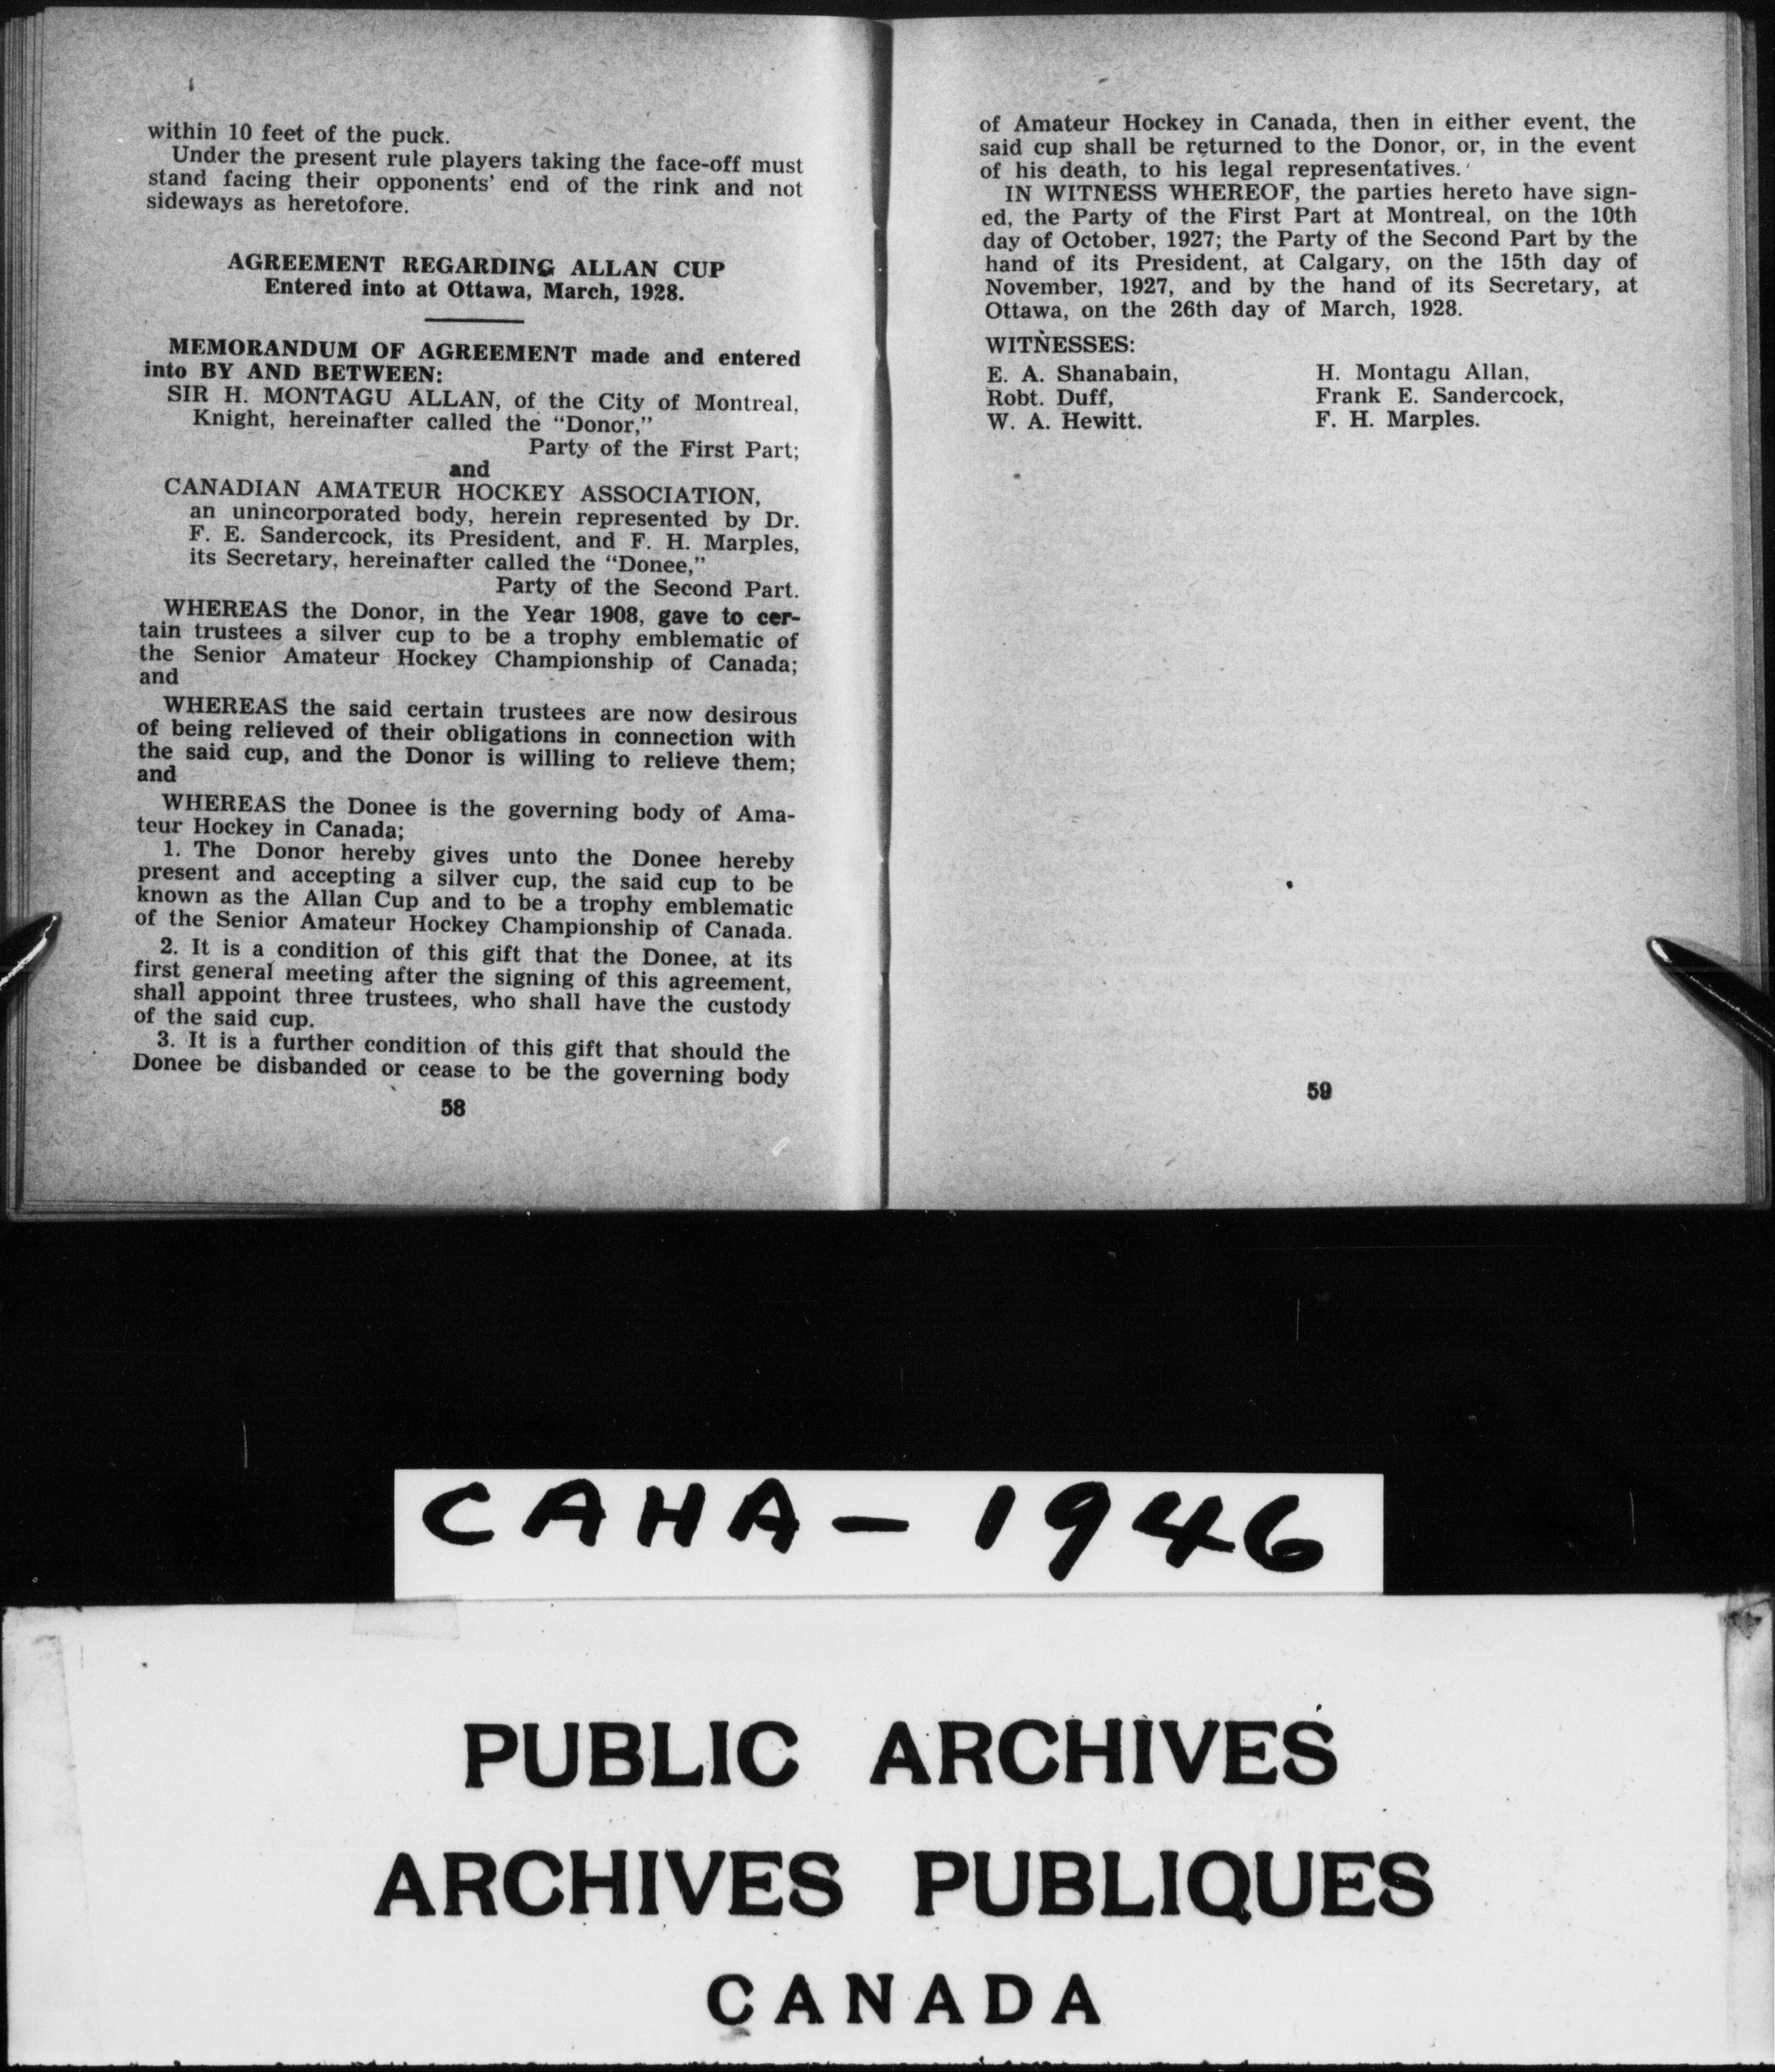 within 10 feet of the puck.
Under the present rule players taking the face-off must
stand facing their opponents' end of the rink and not
sideways as heretofore.
AGREEMENT REGARDING ALLAN CUP
Entered into at Ottawa, March, 1928.
MEMORANDUM OF AGREEMENT made and entered
into BY AND BETWEEN:
SIR H. MONTAGU ALLAN, of the City of Montreal,
Knight, hereinafter called the "Donor,"
Party of the First Part;
and
CANADIAN AMATEUR HOCKEY ASSOCIATION,
an unincorporated body, herein represented by Dr.
F. E. Sandercock, its President, and F. H. Marples,
its Secretary, hereinafter called the "Donee,"
Party of the Second Part.
WHEREAS the Donor, in the Year 1908, gave to cer-
tain trustees a silver cup to be a trophy emblematic of
the Senior Amateur Hockey Championship of Canada;
and
WHEREAS the said certain trustees are now desirous
of being relieved of their obligations in connection with
the said cup, and the Donor is willing to relieve them;
and
WHEREAS the Donee is the governing body of Ama-
teur Hockey in Canada;
1. The Donor hereby gives unto the Donee hereby
present and accepting a silver cup, the said cup to be
known as the Allan Cup and to be a trophy emblematic
of the Senior Amateur Hockey Championship of Canada.
2. It is a condition of this gift that the Donee, at its
first general meeting after the signing of this agreement,
shall appoint three trustees, who shall have the custody
of the said cup.
3. It is a further condition of this gift that should the
Donee be disbanded or cease to be the governing body
58
of Amateur Hockey in Canada, then in either event, the
said cup shall be returned to the Donor, or, in the event
of his death, to his legal representatives.
IN WITNESS WHEREOF, the parties hereto have sign-
ed, the Party of the First Part at Montreal, on the 10th
day of October, 1927; the Party of the Second Part by the
hand of its President, at Calgary, on the 15th day of
November, 1927, and by the hand of its Secretary, at
Ottawa, on the 26th day of March, 1928.
WITNESSES:
E. A. Shanabain, H. Montagu Allan,
Robt. Duff, Frank E. Sandercock,
W. A. Hewitt. F. H. Marples.
59
CAHA - 1946
PUBLIC ARCHIVES
ARCHIVES PUBLIQUES
CANADA